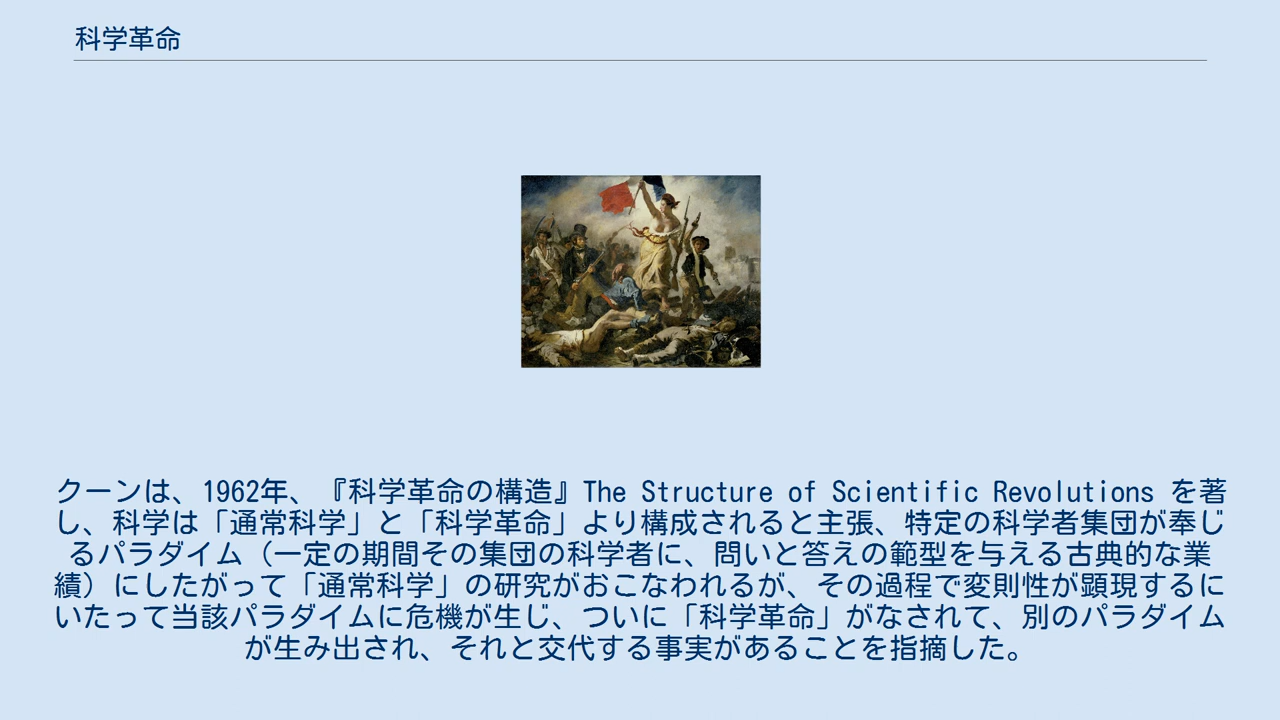 科学革命
クーンは、1962年、『科学革命の構造』The Structure of Scientific Revolutions を著
し、科学は「通常科学」と「科学革命」より構成されると主張、特定の科学者集団が奉じ
るパラダイム（一定の期間その集団の科学者に、問いと答えの範型を与える古典的な業
績）にしたがって「通常科学」の研究がおこなわれるが、その過程で変則性が顕現するに
いたって当該パラダイムに危機が生じ、ついに「科学革命」がなされて、別のパラダイム
が生み出され、それと交代する事実があることを指摘した。